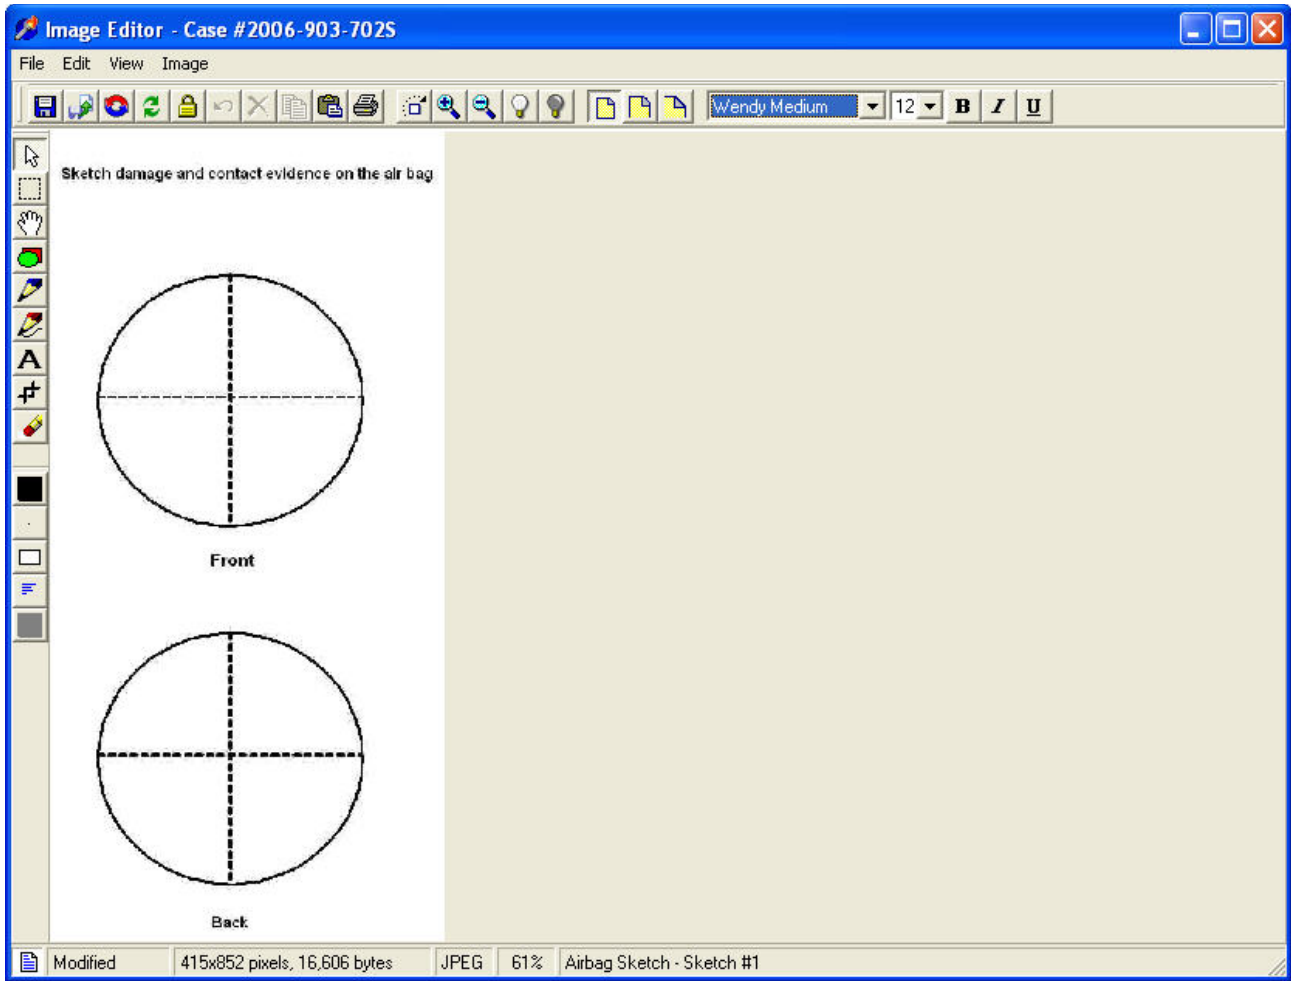 Image Editor - Case #2006-903-702S
File Edit View Image
Wendy Medium 12 B I U
A
Sketch damage and contact evidence on the air bag
Front
Back
Modified 415x852 pixels, 16,606 bytes JPEG 61% Airbag Sketch - Sketch #1